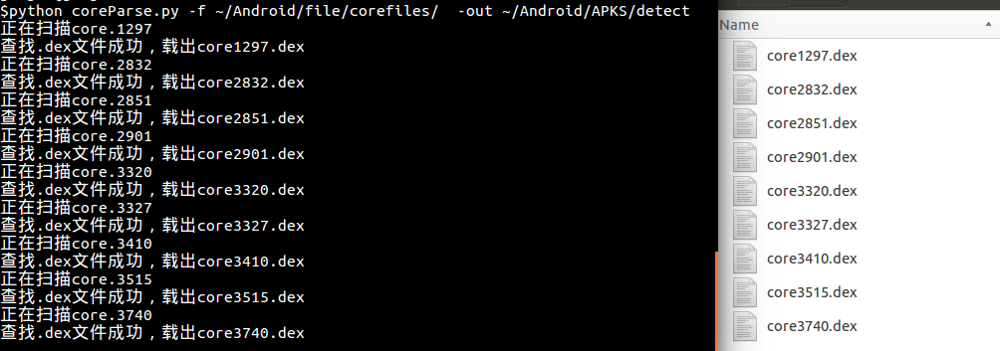 $python coreParse.py -f ~/Android/file/corefiles/  -out ~/Android/APKS/detect
正在扫描core.1297
查找.dex文件成功，载出core1297.dex
正在扫描core.2832
查找.dex文件成功，载出core2832.dex
正在扫描core.2851
查找.dex文件成功，载出core2851.dex
正在扫描core.2901
查找.dex文件成功，载出core2901.dex
正在扫描core.3320
查找.dex文件成功，载出core3320.dex
正在扫描core.3327
查找.dex文件成功，载出core3327.dex
正在扫描core.3410
查找.dex文件成功，载出core3410.dex
正在扫描core.3515
查找.dex文件成功，载出core3515.dex
正在扫描core.3740
查找.dex文件成功，载出core3740.dex
Name
core1297.dex
core2832.dex
core2851.dex
core2901.dex
core3320.dex
core3327.dex
core3410.dex
core3515.dex
core3740.dex